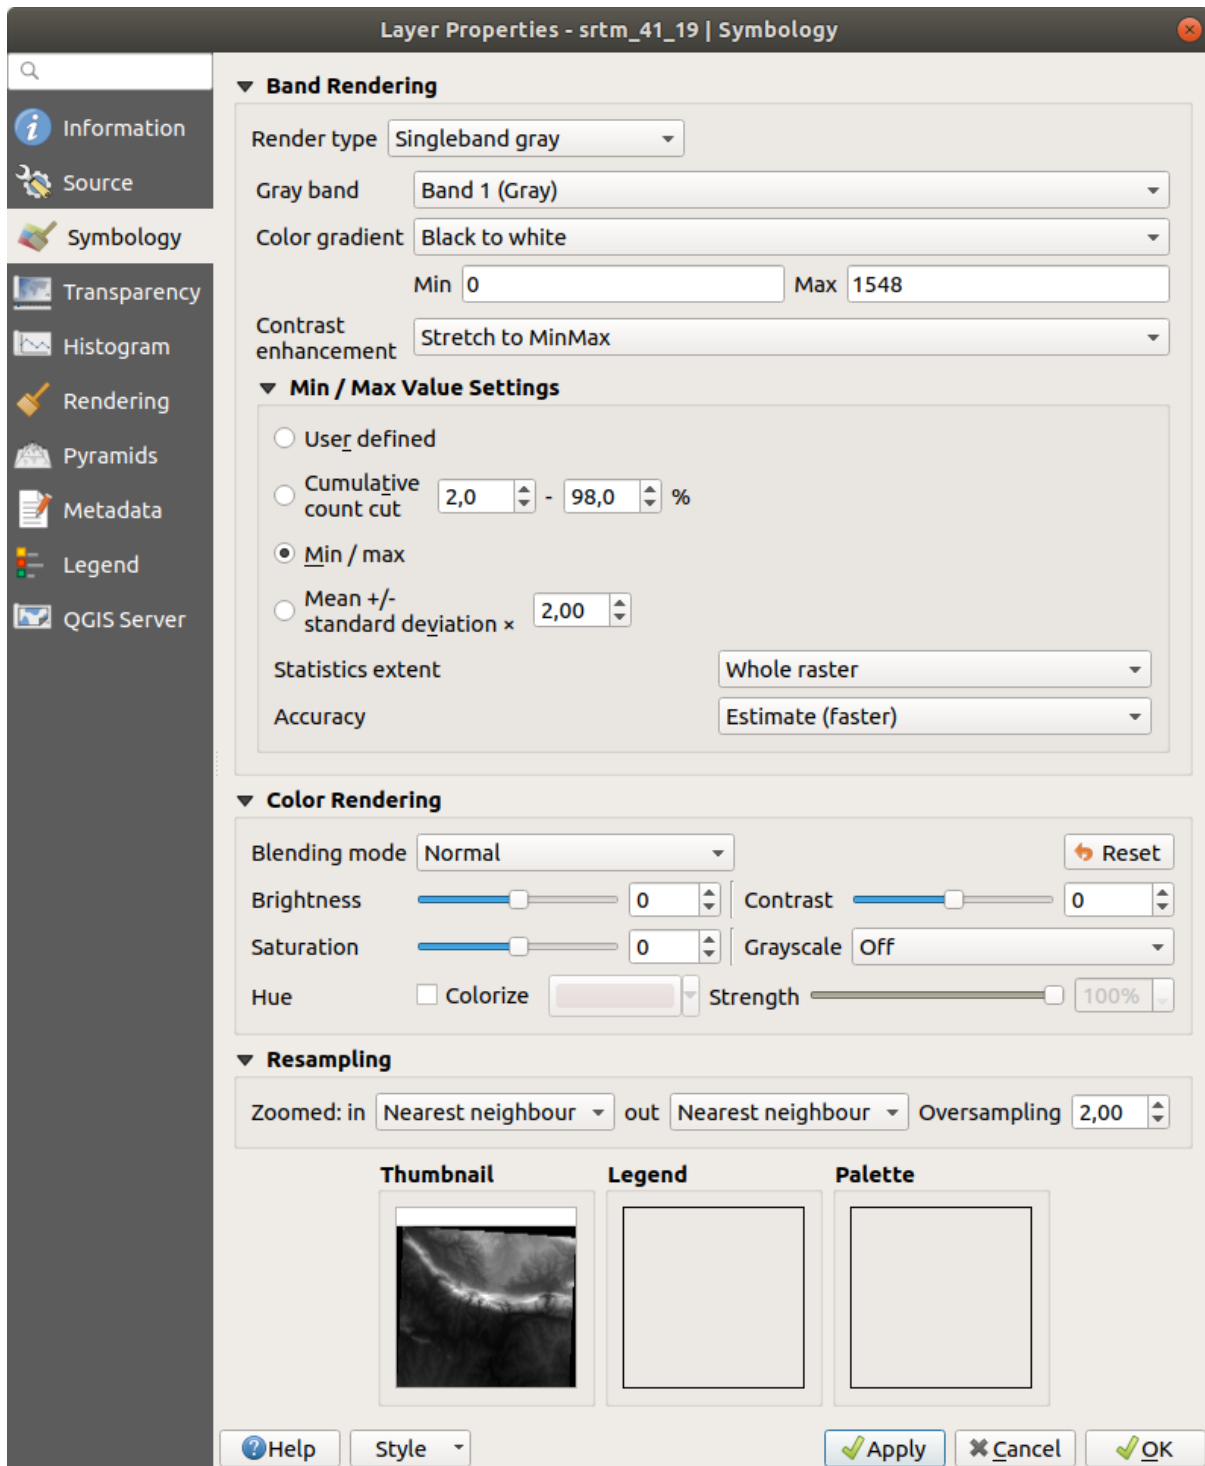 Layer Properties - srtm_41_19 | Symbology
Information
Source
Symbology
Transparency
Histogram
Rendering
Pyramids
Metadata
Legend
QGIS Server
Band Rendering
Render type Singleband gray
Gray band Band 1 (Gray)
Color gradient Black to white
Min 0 Max 1548
Contrast
enhancement Stretch to MinMax
Min / Max Value Settings
User defined
Cumulative
count cut 2,0 - 98,0 %
Min / max
Mean +/-
standard deviation × 2,00
Statistics extent Whole raster
Accuracy Estimate (faster)
Color Rendering
Blending mode Normal Reset
Brightness 0 Contrast 0
Saturation 0 Grayscale Off
Hue Colorize Strength 100%
Resampling
Zoomed: in Nearest neighbour out Nearest neighbour Oversampling 2,00
Thumbnail Legend Palette
Help Style Apply Cancel OK